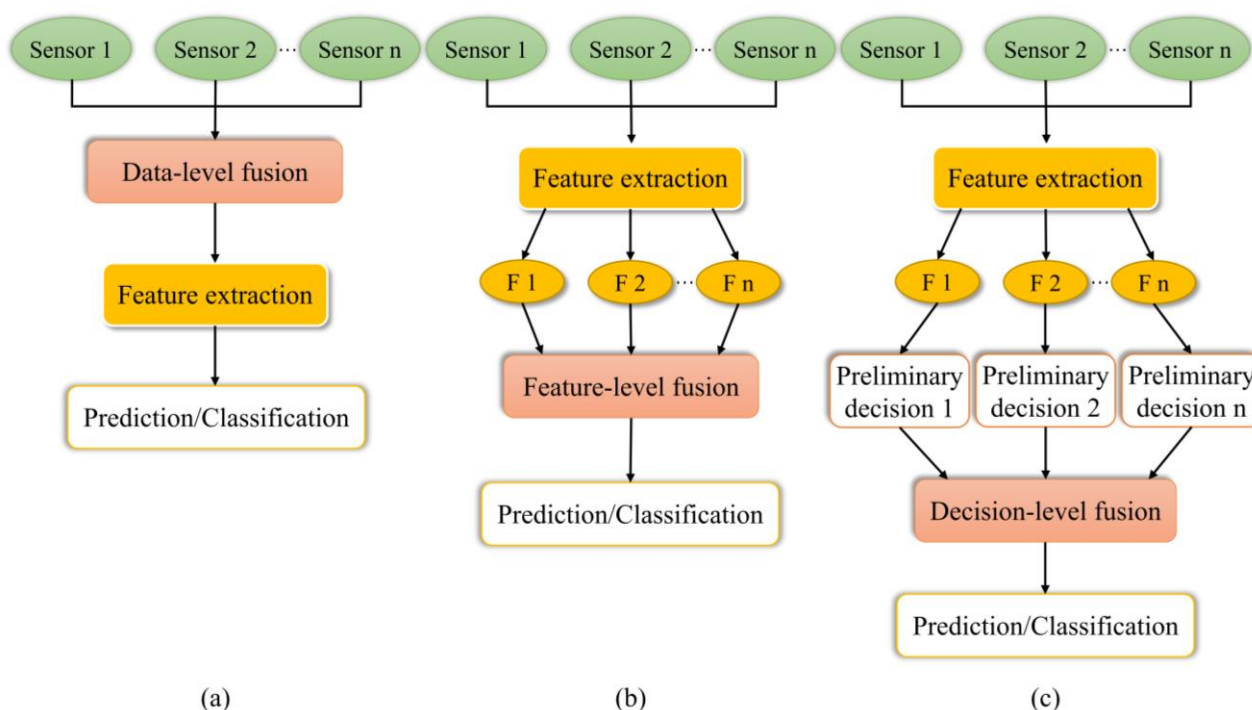 Sensor 1
Sensor 2
...
Sensor n
Data-level fusion
Feature extraction
Prediction/Classification
(a)
Sensor 1
Sensor 2
...
Sensor n
Feature extraction
F 1
F 2
...
F n
Feature-level fusion
Prediction/Classification
(b)
Sensor 1
Sensor 2
...
Sensor n
Feature extraction
F 1
F 2
...
F n
Preliminary
decision 1
Preliminary
decision 2
Preliminary
decision n
Decision-level fusion
Prediction/Classification
(c)